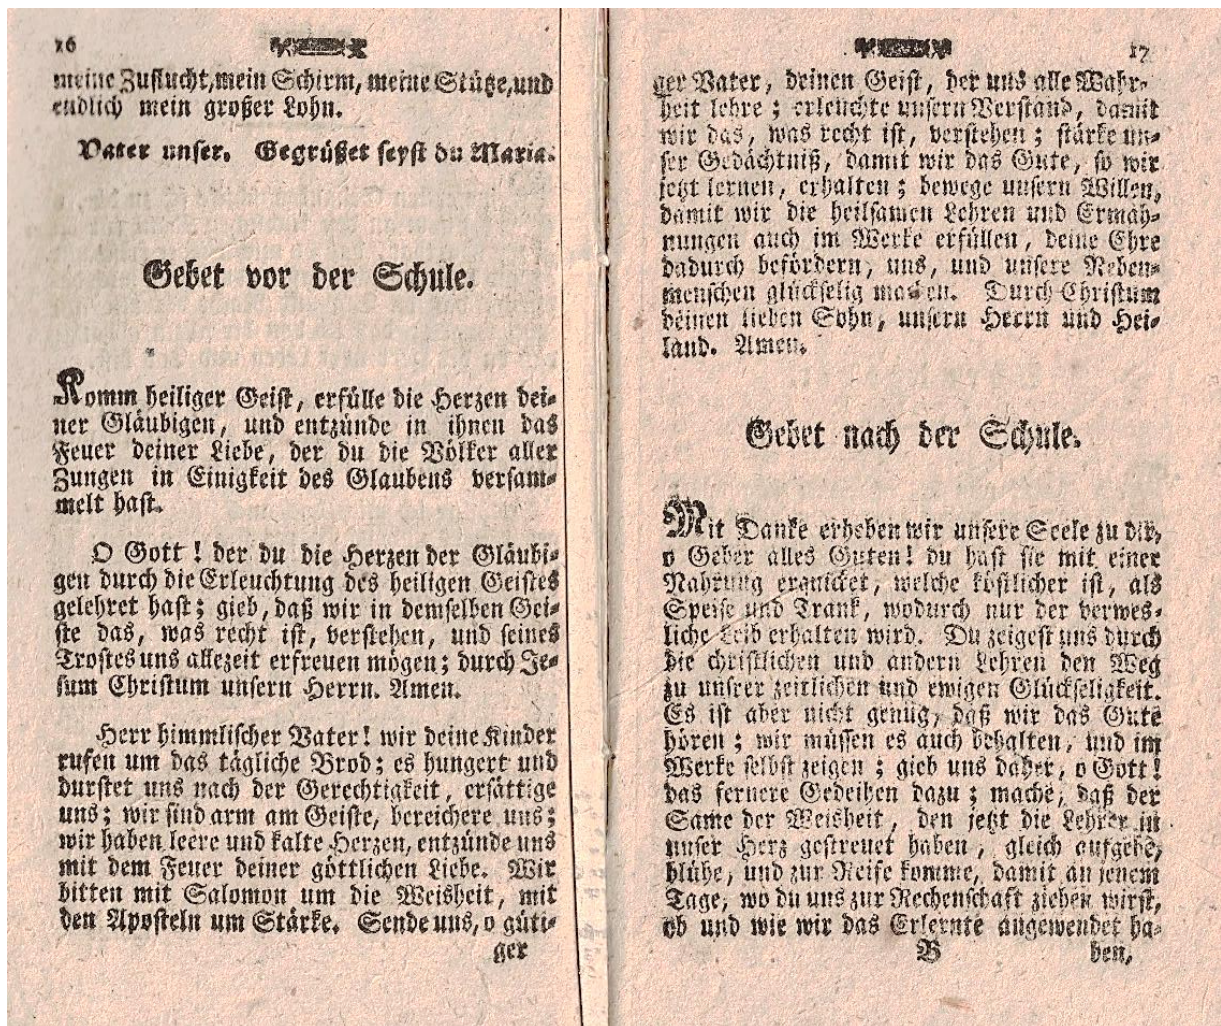 16
meine Zuflucht, mein Schirm, meine Stütze, und
endlich mein großer Lohn.
Vater unser. Gegrüßet seyst du Maria.
Gebet vor der Schule.
Komm heiliger Geist, erfülle die Herzen dei-
ner Gläubigen, und entzünde in ihnen das
Feuer deiner Liebe, der du die Völker aller
Zungen in Einigkeit des Glaubens versam-
melt hast.
O Gott! der du die Herzen der Gläubi-
gen durch die Erleuchtung des heiligen Geistes
gelehret hast; gieb, daß wir in demselben Gei-
ste das, was recht ist, verstehen, und seines
Trostes uns allezeit erfreuen mögen; durch Je-
sum Christum unsern Herrn. Amen.
Herr himmlischer Vater! wir deine Kinder
rufen um das tägliche Brod; es hungert und
durstet uns nach der Gerechtigkeit, ersättige
uns; wir sind arm am Geiste, bereichere uns;
wir haben leere und kalte Herzen, entzünde uns
mit dem Feuer deiner göttlichen Liebe. Wir
bitten mit Salomon um die Weisheit, mit
den Aposteln um Stärke. Sende uns, o güti-
ger
17
ger Vater, deinen Geist, der uns alle Wahr-
heit lehre; erleuchte unsern Verstand, damit
wir das, was recht ist, verstehen; stärke un-
ser Gedächtniß, damit wir das Gute, so wir
jetzt lernen, erhalten; bewege unsern Willen,
damit wir die heilsamen Lehren und Ermah-
nungen auch im Werke erfüllen, deine Ehre
dadurch befördern, uns, und unsere Neben-
menschen glückselig machen. Durch Christum
deinen lieben Sohn, unsern Herrn und Hei-
land. Amen.
Gebet nach der Schule.
Mit Danke erheben wir unsere Seele zu dir,
o Geber alles Guten! du hast sie mit einer
Nahrung erquicket, welche köstlicher ist, als
Speise und Trank, wodurch nur der verwes-
liche Leib erhalten wird. Du zeigest uns durch
die christlichen und andern Lehren den Weg
zu unsrer zeitlichen und ewigen Glückseligkeit.
Es ist aber nicht genug, daß wir das Gute
hören; wir müssen es auch behalten, und im
Werke selbst zeigen; gieb uns daher, o Gott!
das fernere Gedeihen dazu; mache, daß der
Same der Weisheit, den jetzt die Lehrer in
unser Herz gestreuet haben, gleich aufgehe,
blühe, und zur Reife komme, damit an jenem
Tage, wo du uns zur Rechenschaft ziehen wirst,
ob und wie wir das Erlernte angewendet ha-
B ben,